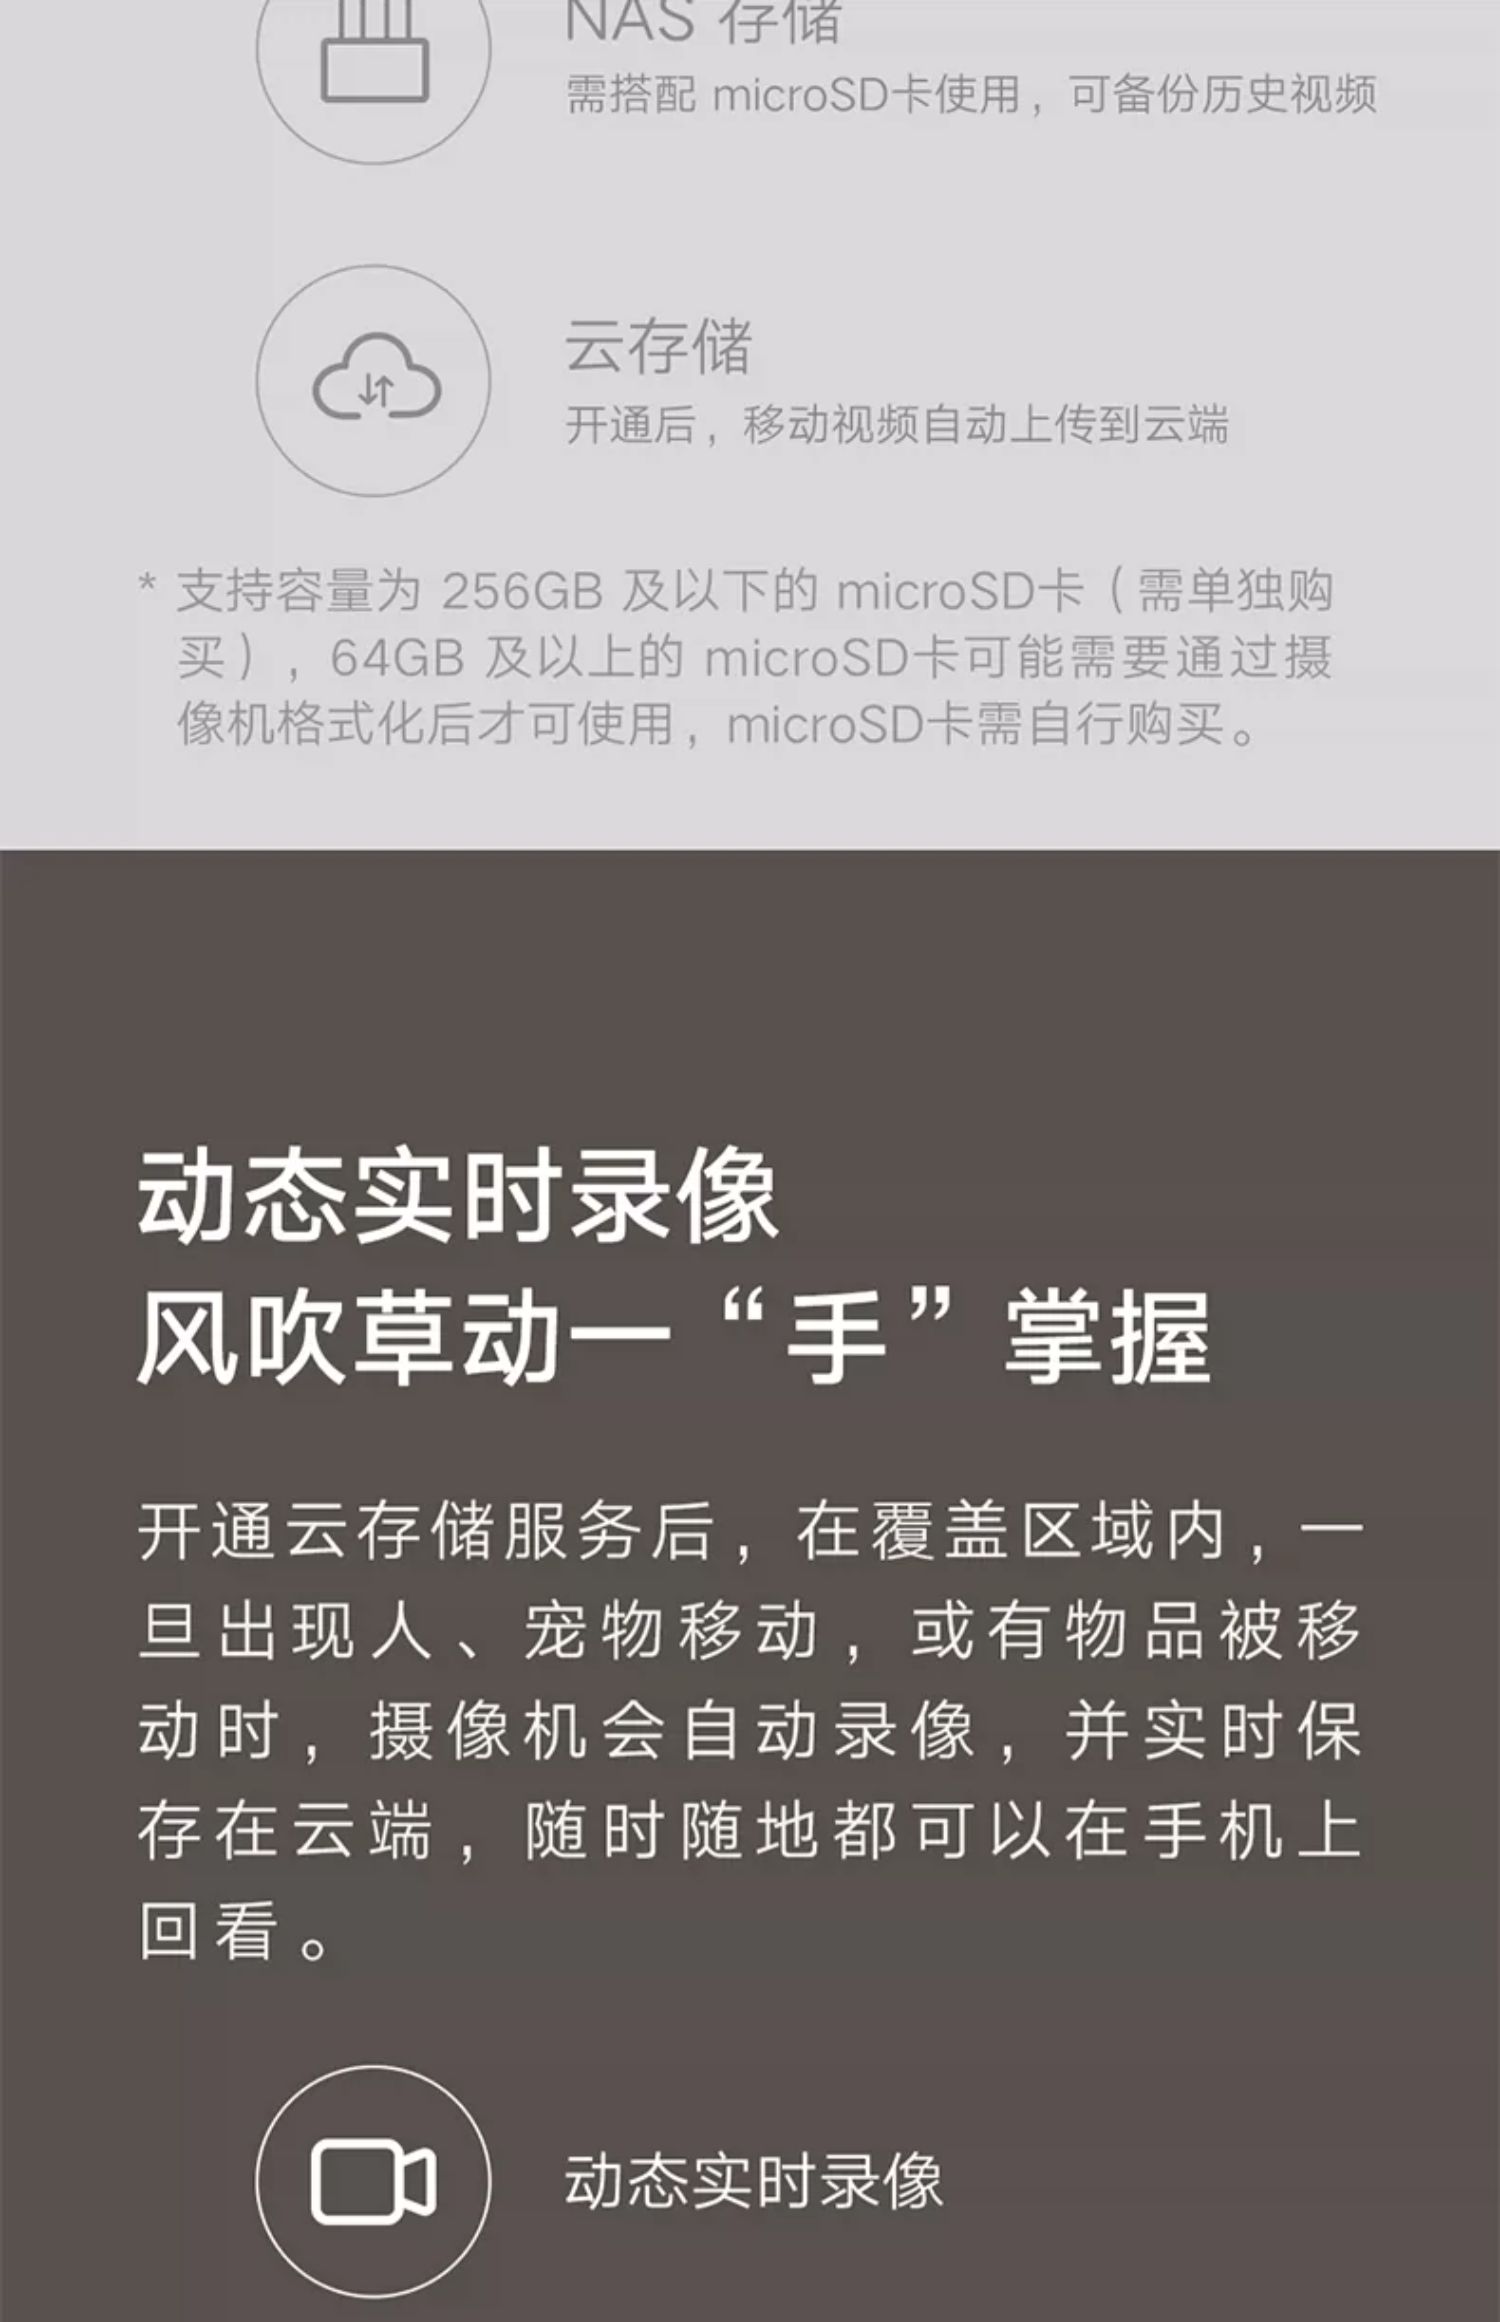 NAS 存储
需搭配 microSD卡使用，可备份历史视频
云存储
开通后，移动视频自动上传到云端
* 支持容量为 256GB 及以下的 microSD卡（需单独购
买），64GB 及以上的 microSD卡可能需要通过摄
像机格式化后才可使用，microSD卡需自行购买。
动态实时录像
风吹草动一“手”掌握
开通云存储服务后，在覆盖区域内，一
旦出现人、宠物移动，或有物品被移
动时，摄像机会自动录像，并实时保
存在云端，随时随地都可以在手机上
回看。
动态实时录像